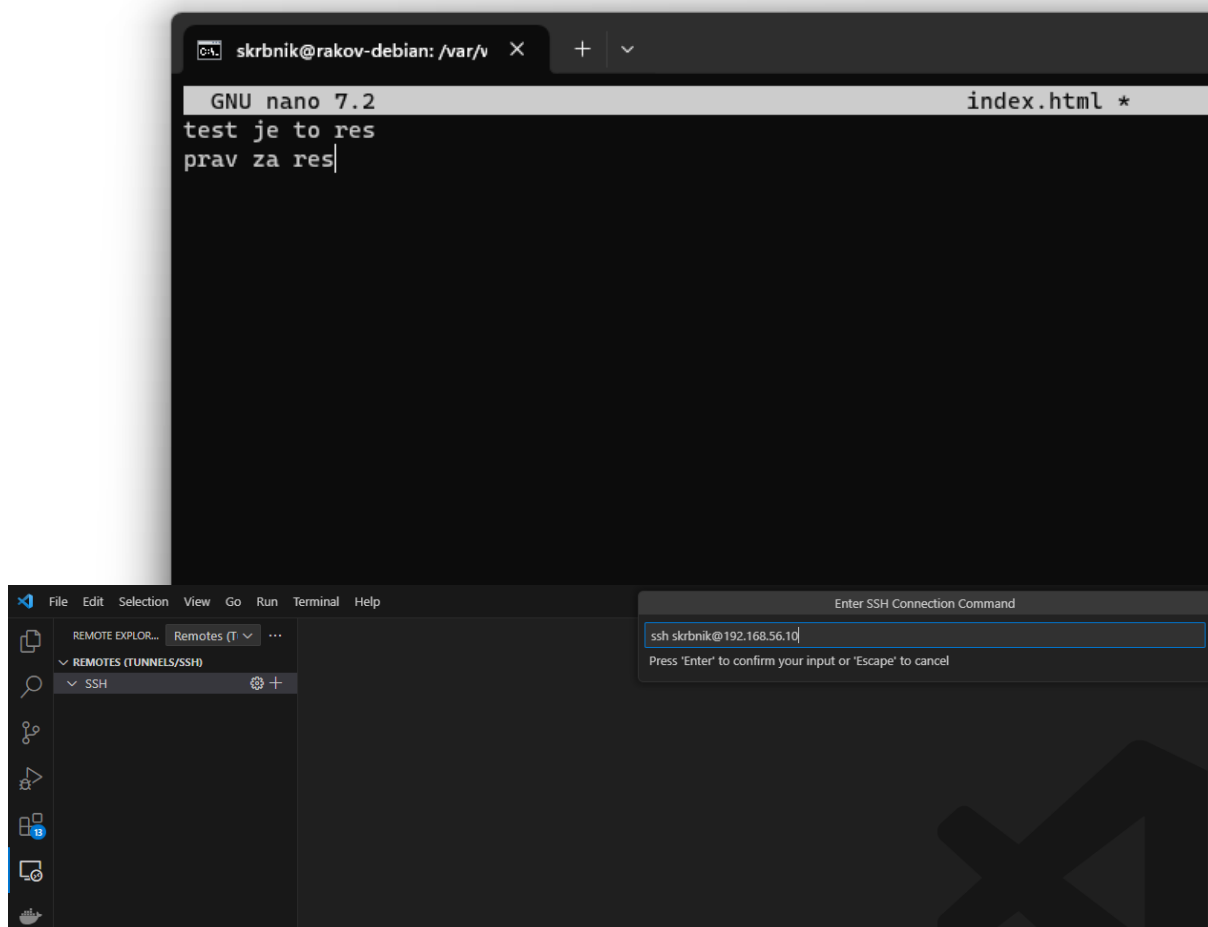 skrbnik@rakov-debian: /var/v
GNU nano 7.2 index.html *
test je to res
prav za res
File Edit Selection View Go Run Terminal Help
Enter SSH Connection Command
REMOTE EXPLOR... Remotes (T
ssh skrbnik@192.168.56.10
REMOTES (TUNNELS/SSH)
Press 'Enter' to confirm your input or 'Escape' to cancel
SSH
13